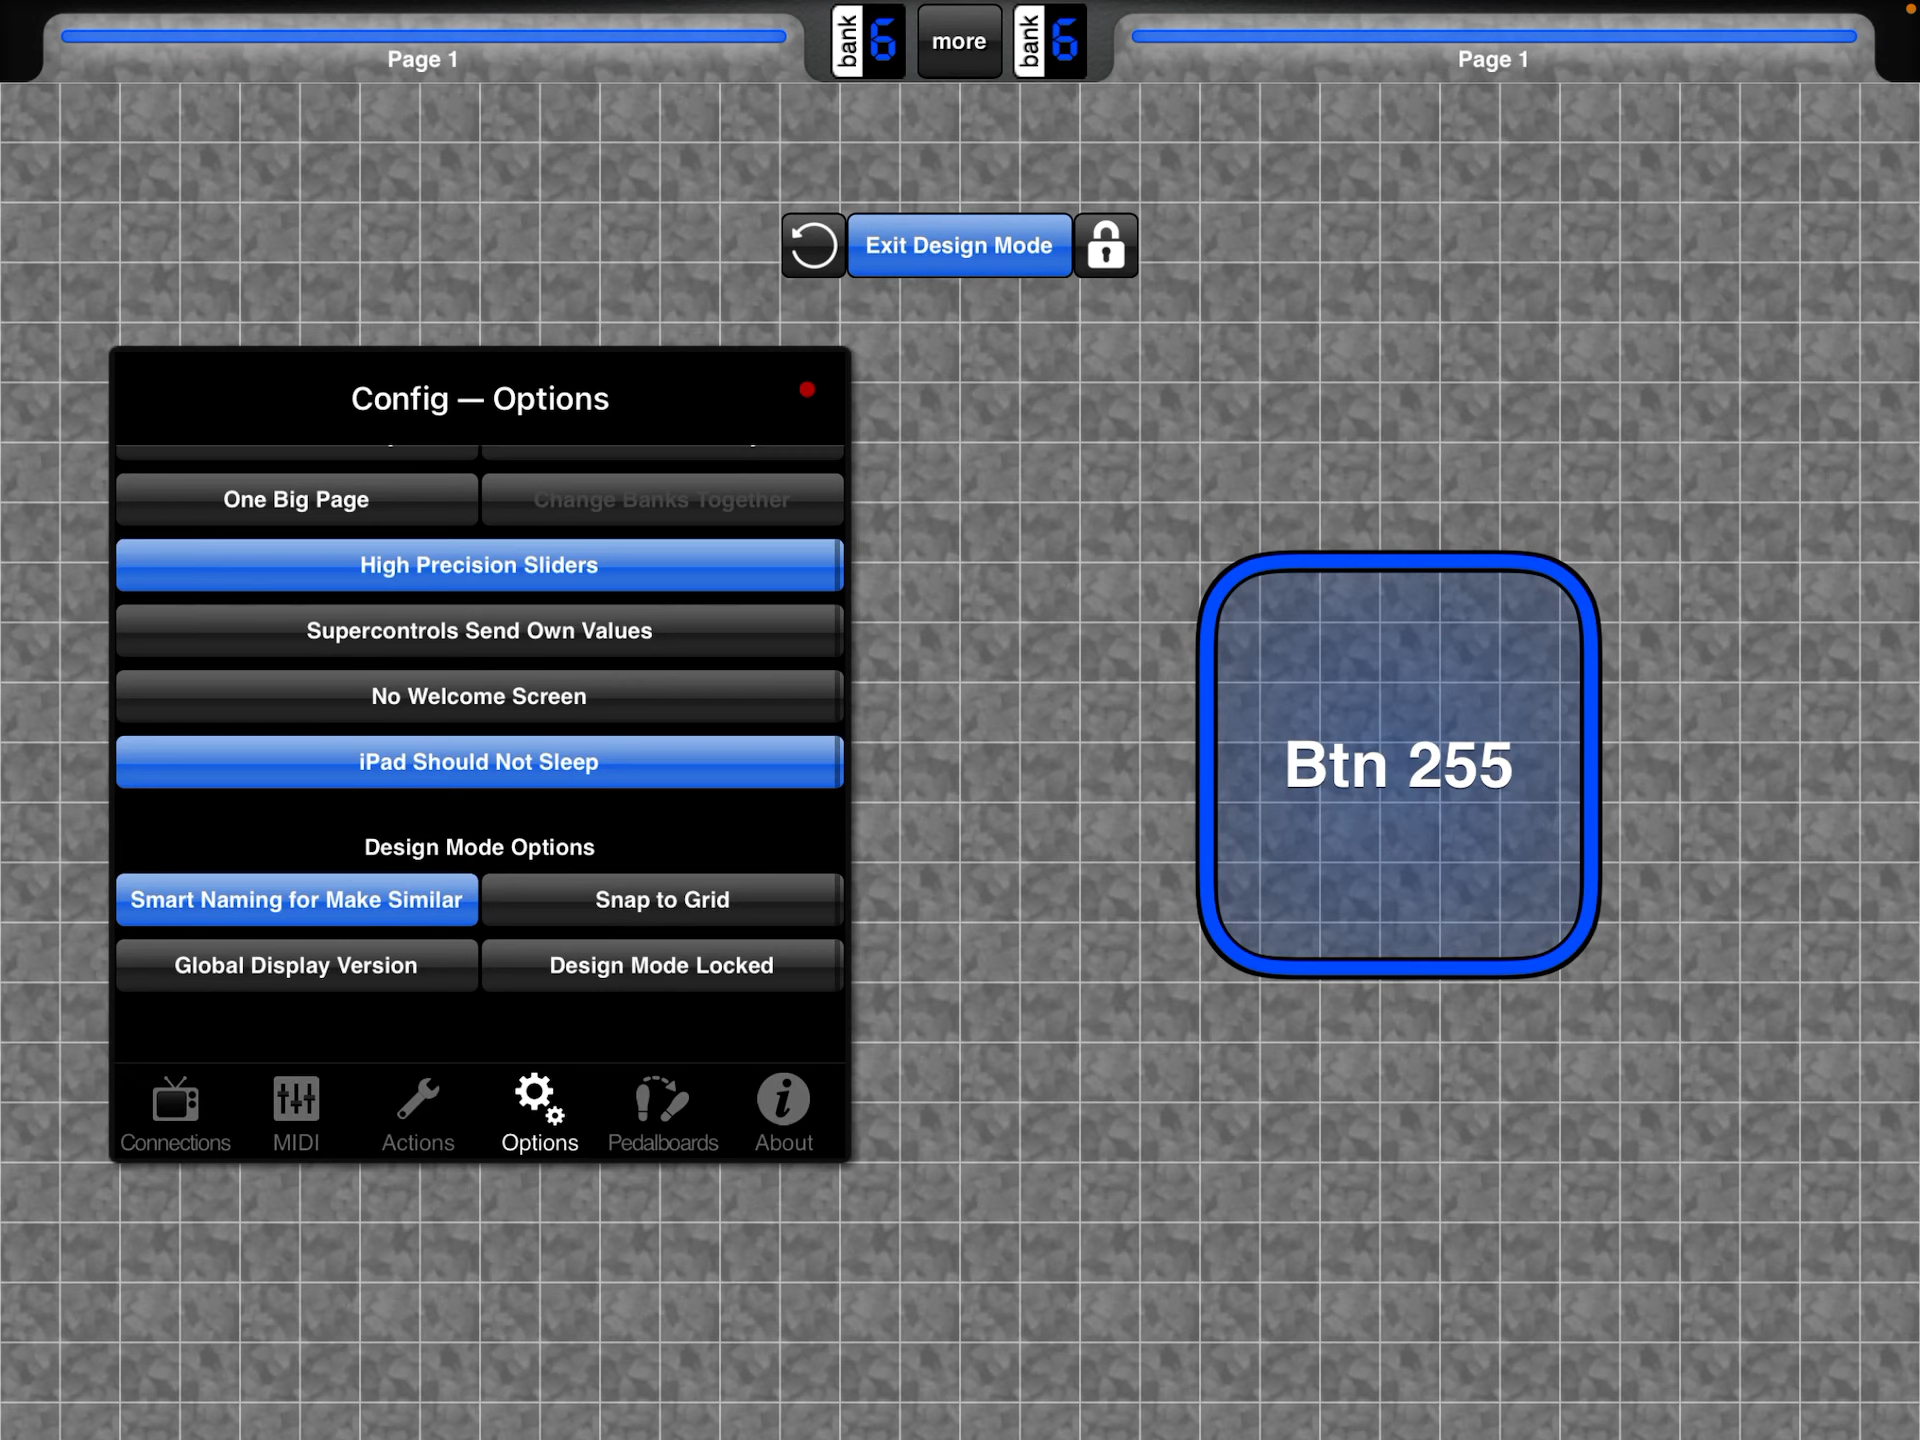 bank 6 more bank 6
Page 1
Page 1
Exit Design Mode
Config — Options
One Big Page
Change Banks Together
High Precision Sliders
Supercontrols Send Own Values
No Welcome Screen
iPad Should Not Sleep
Design Mode Options
Smart Naming for Make Similar
Snap to Grid
Global Display Version
Design Mode Locked
Connections
MIDI
Actions
Options
Pedalboards
About
Btn 255